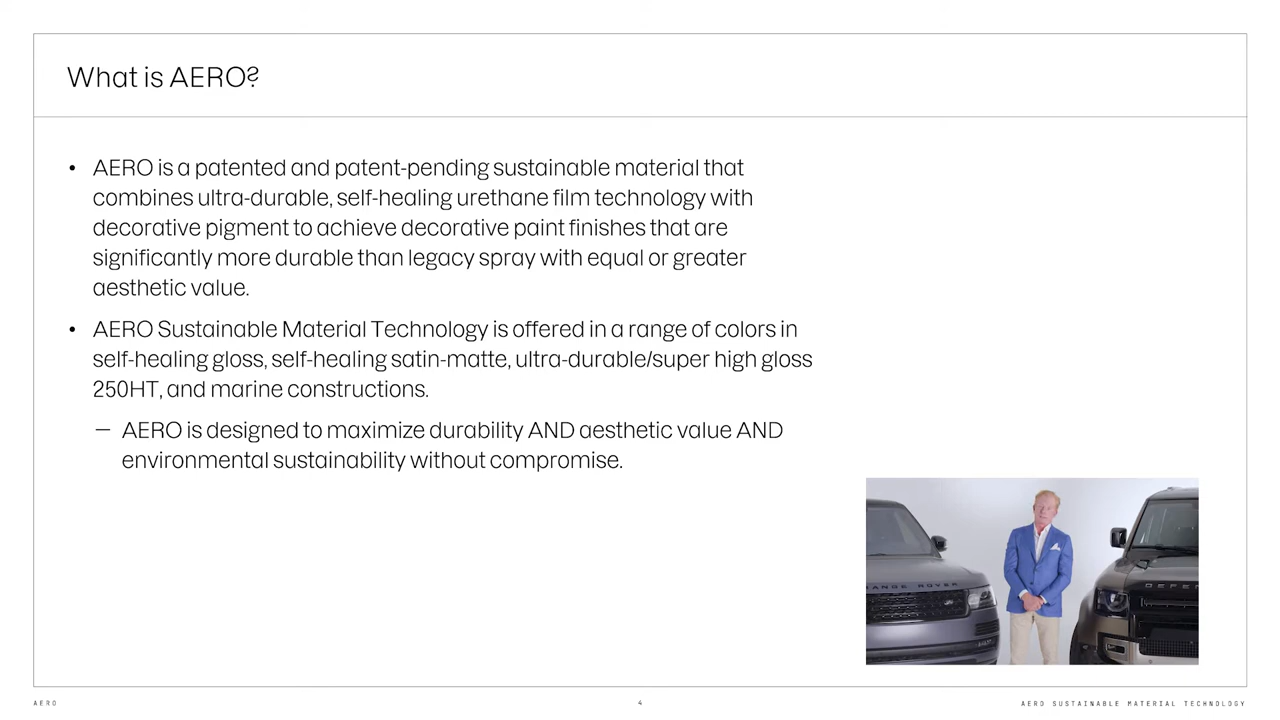 What is AERO?
• AERO is a patented and patent-pending sustainable material that
combines ultra-durable, self-healing urethane film technology with
decorative pigment to achieve decorative paint finishes that are
significantly more durable than legacy spray with equal or greater
aesthetic value.
• AERO Sustainable Material Technology is offered in a range of colors in
self-healing gloss, self-healing satin-matte, ultra-durable/super high gloss
250HT, and marine constructions.
— AERO is designed to maximize durability AND aesthetic value AND
environmental sustainability without compromise.
ANGE ROVER
DEFEN
AERO
4
AERO SUSTAINABLE MATERIAL TECHNOLOGY